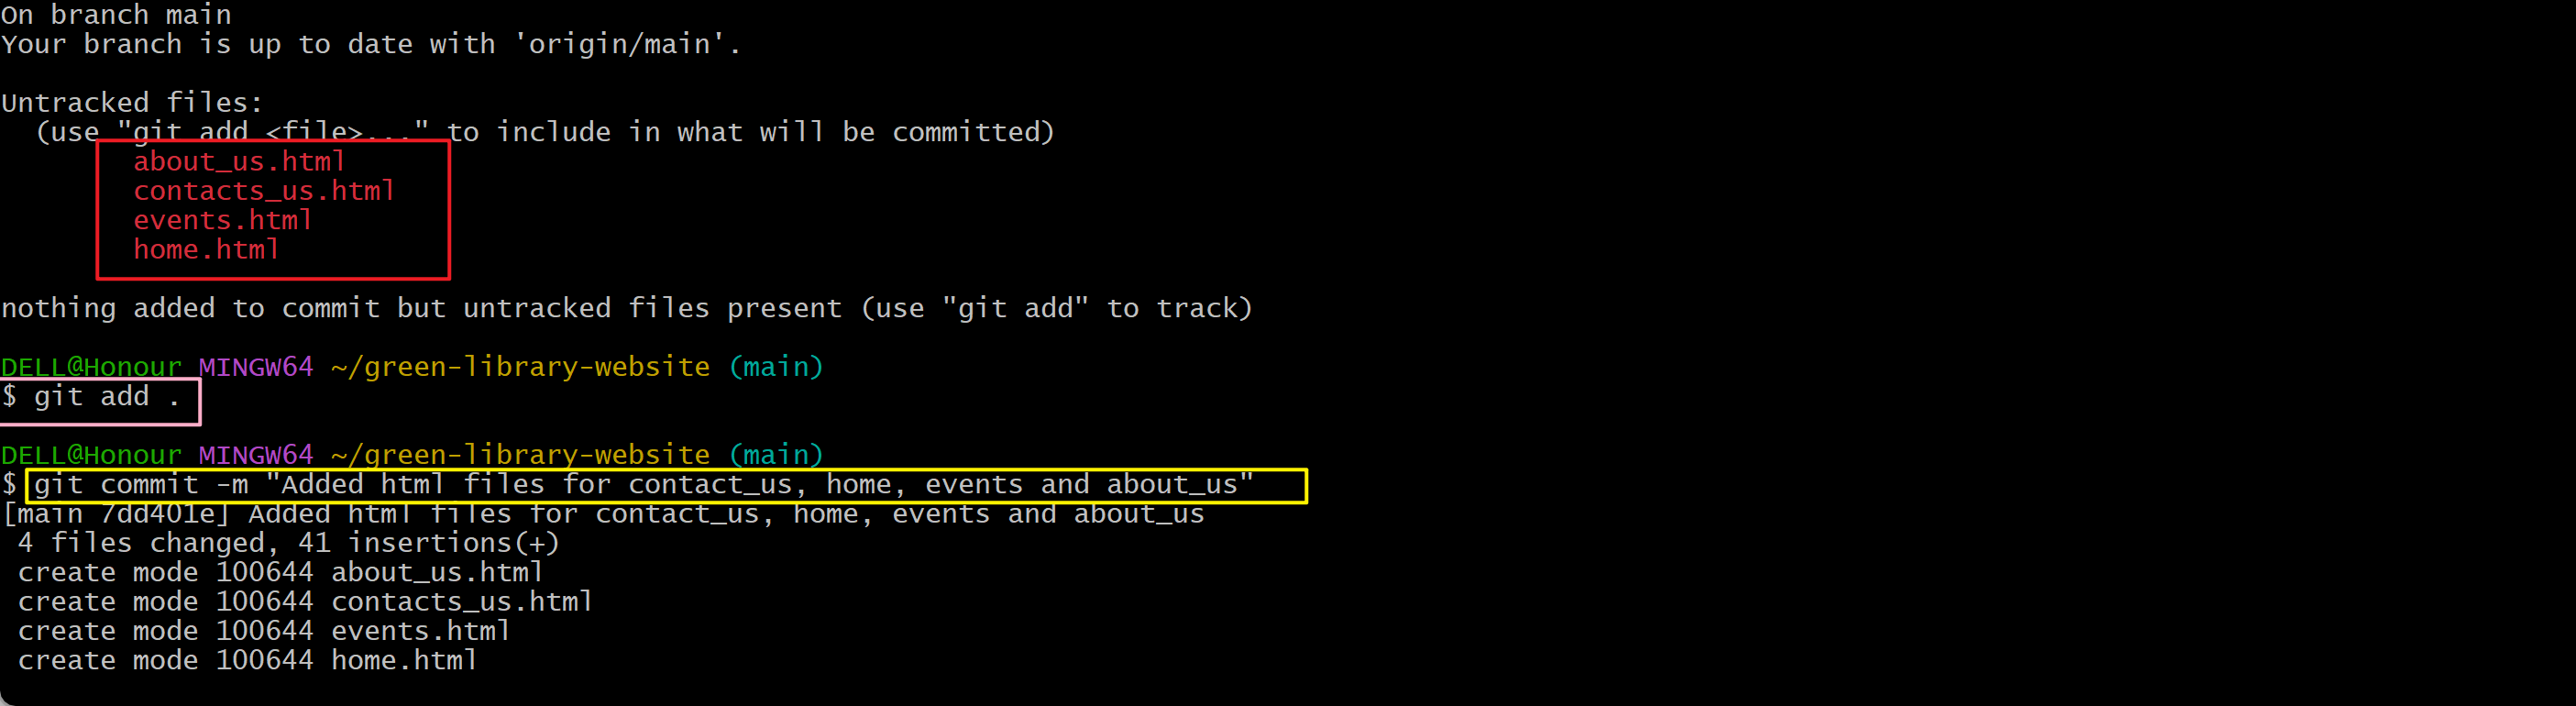 On branch main
Your branch is up to date with 'origin/main'.
Untracked files:
  (use "git add <file>..." to include in what will be committed)
        about_us.html
        contacts_us.html
        events.html
        home.html
nothing added to commit but untracked files present (use "git add" to track)
DELL@Honour MINGW64 ~/green-library-website (main)
$ git add .
DELL@Honour MINGW64 ~/green-library-website (main)
$ git commit -m "Added html files for contact_us, home, events and about_us"
[main 7dd401e] Added html files for contact_us, home, events and about_us
 4 files changed, 41 insertions(+)
 create mode 100644 about_us.html
 create mode 100644 contacts_us.html
 create mode 100644 events.html
 create mode 100644 home.html